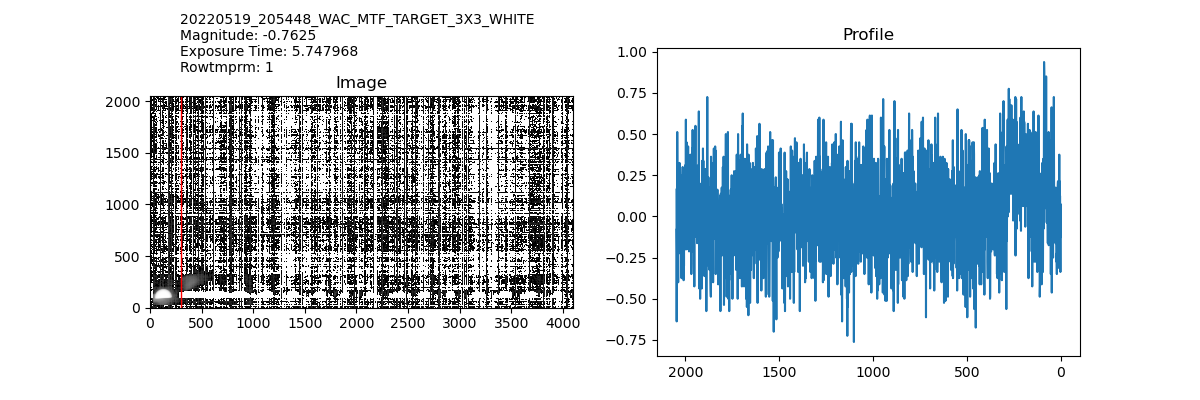 20220519_205448_WAC_MTF_TARGET_3X3_WHITE
Magnitude: -0.7625
Exposure Time: 5.747968
Rowtmprm: 1
Image
2000
1500
1000
500
0
0 500 1000 1500 2000 2500 3000 3500 4000
Profile
1.00
0.75
0.50
0.25
0.00
−0.25
−0.50
−0.75
2000 1500 1000 500 0